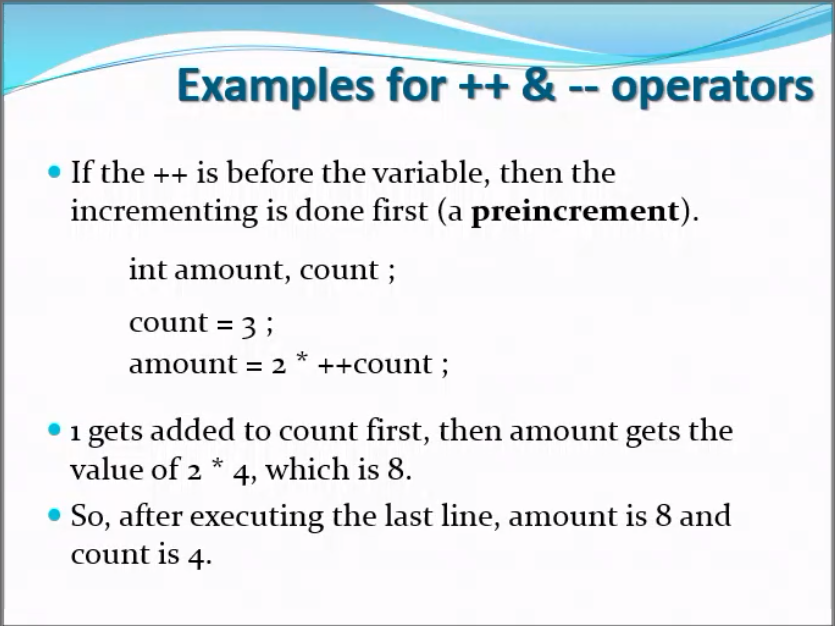 Examples for ++ & -- operators
• If the ++ is before the variable, then the
incrementing is done first (a preincrement).
int amount, count ;
count = 3 ;
amount = 2 * ++count ;
• 1 gets added to count first, then amount gets the
value of 2 * 4, which is 8.
• So, after executing the last line, amount is 8 and
count is 4.